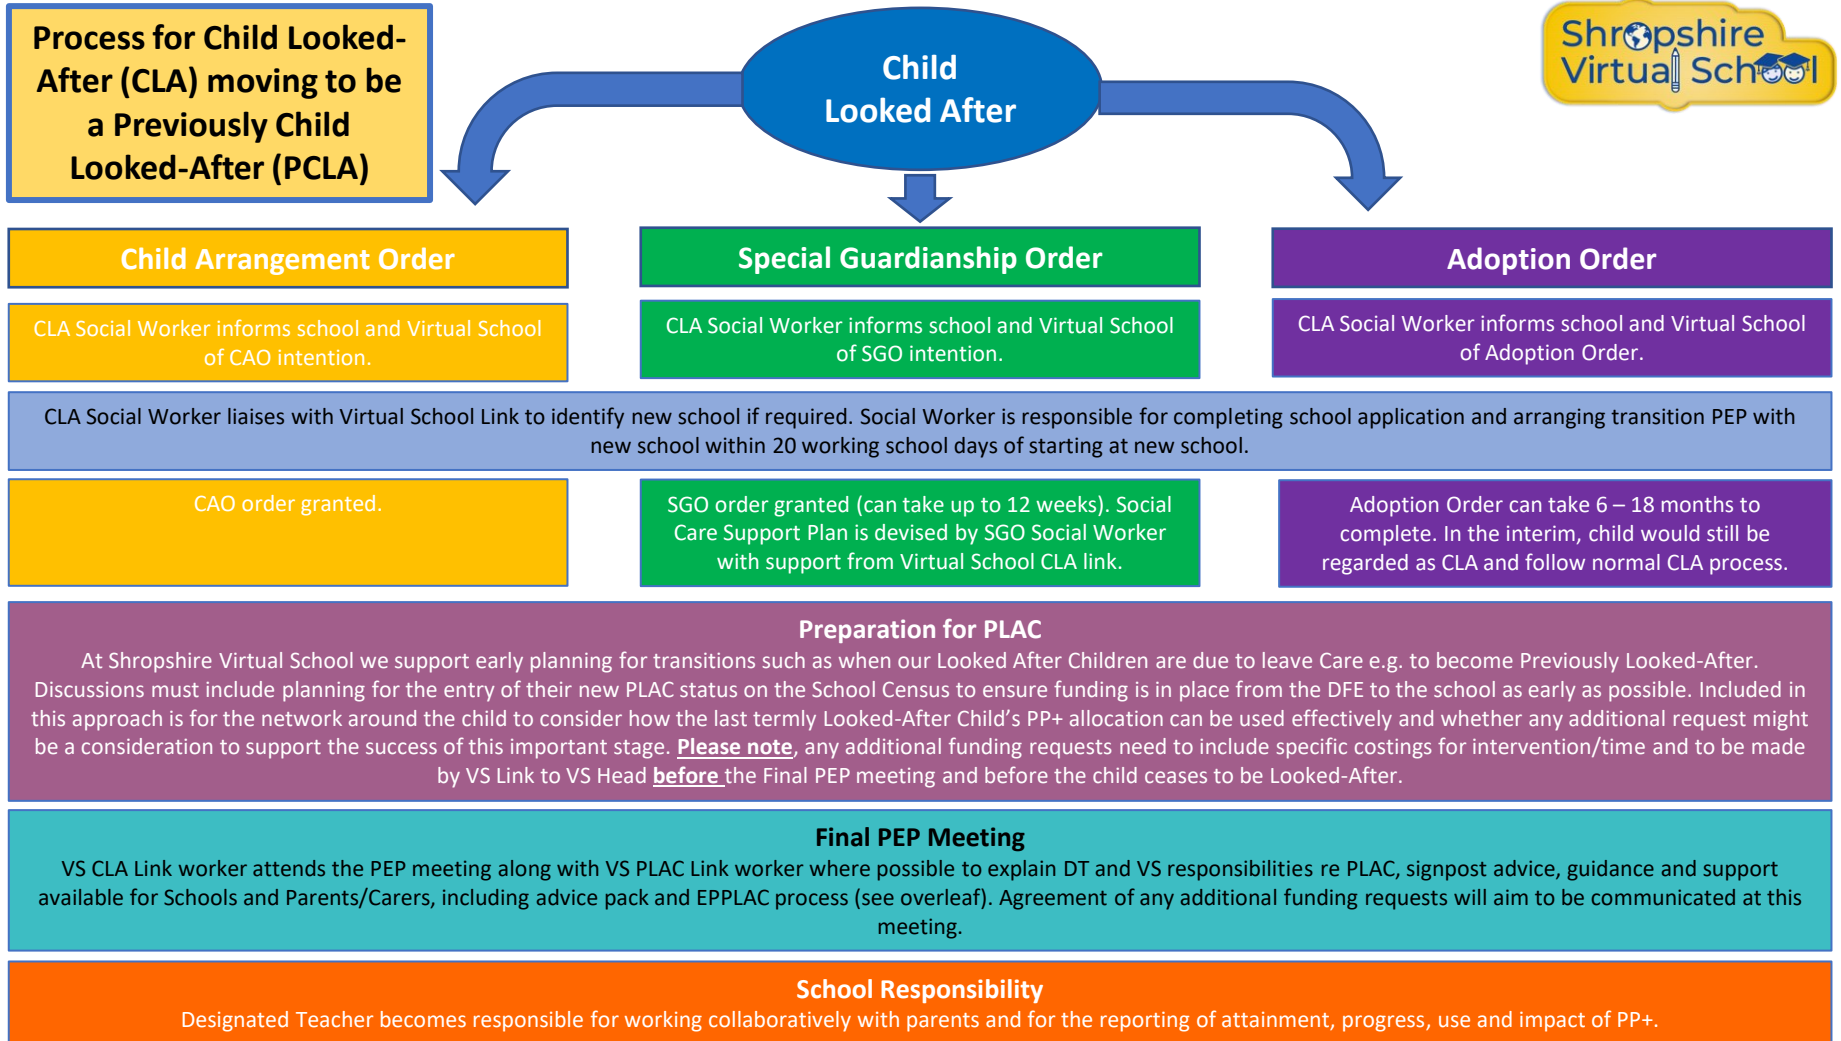 Process for Child Looked-
After (CLA) moving to be
a Previously Child
Looked-After (PCLA)
Child
Looked After
Shropshire
Virtual School
Child Arrangement Order
Special Guardianship Order
Adoption Order
CLA Social Worker informs school and Virtual School
of CAO intention.
CLA Social Worker informs school and Virtual School
of SGO intention.
CLA Social Worker informs school and Virtual School
of Adoption Order.
CLA Social Worker liaises with Virtual School Link to identify new school if required. Social Worker is responsible for completing school application and arranging transition PEP with
new school within 20 working school days of starting at new school.
CAO order granted.
SGO order granted (can take up to 12 weeks). Social
Care Support Plan is devised by SGO Social Worker
with support from Virtual School CLA link.
Adoption Order can take 6 – 18 months to
complete. In the interim, child would still be
regarded as CLA and follow normal CLA process.
Preparation for PLAC
At Shropshire Virtual School we support early planning for transitions such as when our Looked After Children are due to leave Care e.g. to become Previously Looked-After.
Discussions must include planning for the entry of their new PLAC status on the School Census to ensure funding is in place from the DFE to the school as early as possible. Included in
this approach is for the network around the child to consider how the last termly Looked-After Child’s PP+ allocation can be used effectively and whether any additional request might
be a consideration to support the success of this important stage. Please note, any additional funding requests need to include specific costings for intervention/time and to be made
by VS Link to VS Head before the Final PEP meeting and before the child ceases to be Looked-After.
Final PEP Meeting
VS CLA Link worker attends the PEP meeting along with VS PLAC Link worker where possible to explain DT and VS responsibilities re PLAC, signpost advice, guidance and support
available for Schools and Parents/Carers, including advice pack and EPPLAC process (see overleaf). Agreement of any additional funding requests will aim to be communicated at this
meeting.
School Responsibility
Designated Teacher becomes responsible for working collaboratively with parents and for the reporting of attainment, progress, use and impact of PP+.